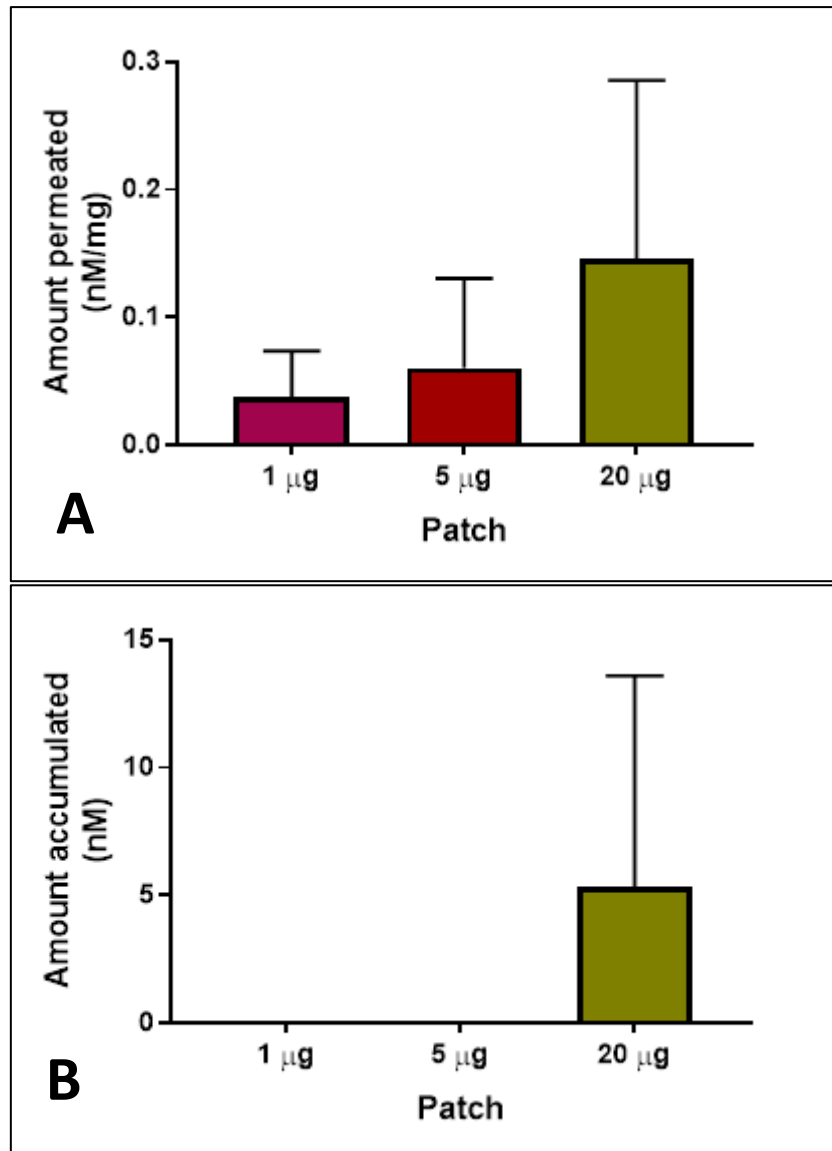 Amount permeated
(nM/mg)
0.3
0.2
0.1
0.0
1 μg 5 μg 20 μg
Patch
A
Amount accumulated
(nM)
15
10
5
0
1 μg 5 μg 20 μg
Patch
B